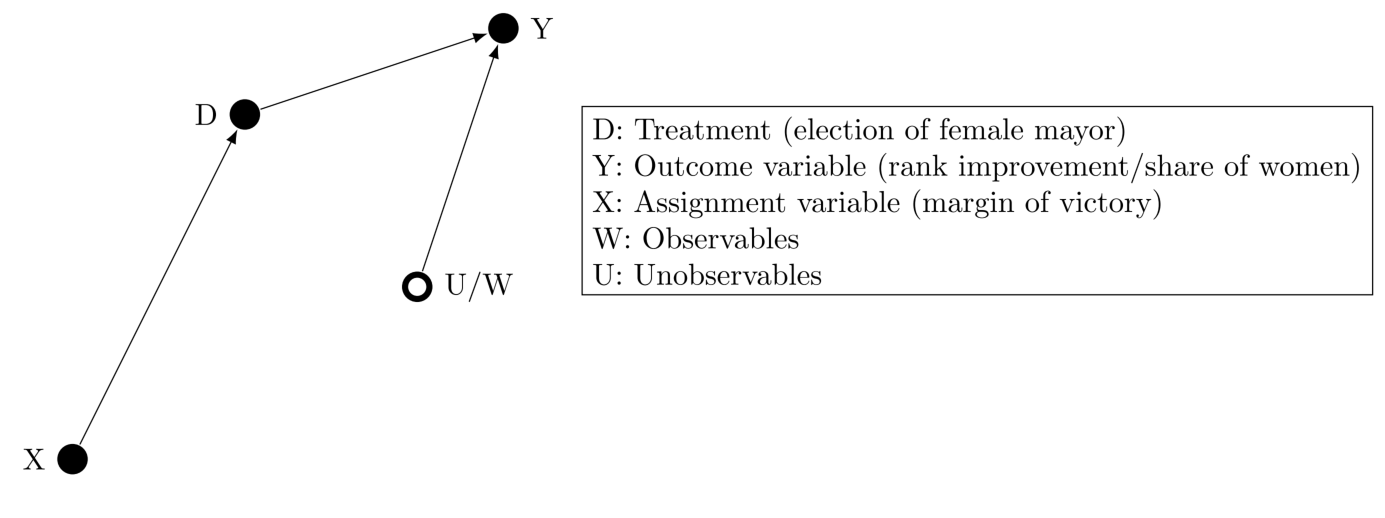 Y
D
D: Treatment (election of female mayor)
Y: Outcome variable (rank improvement/share of women)
X: Assignment variable (margin of victory)
W: Observables
U: Unobservables
U/W
X